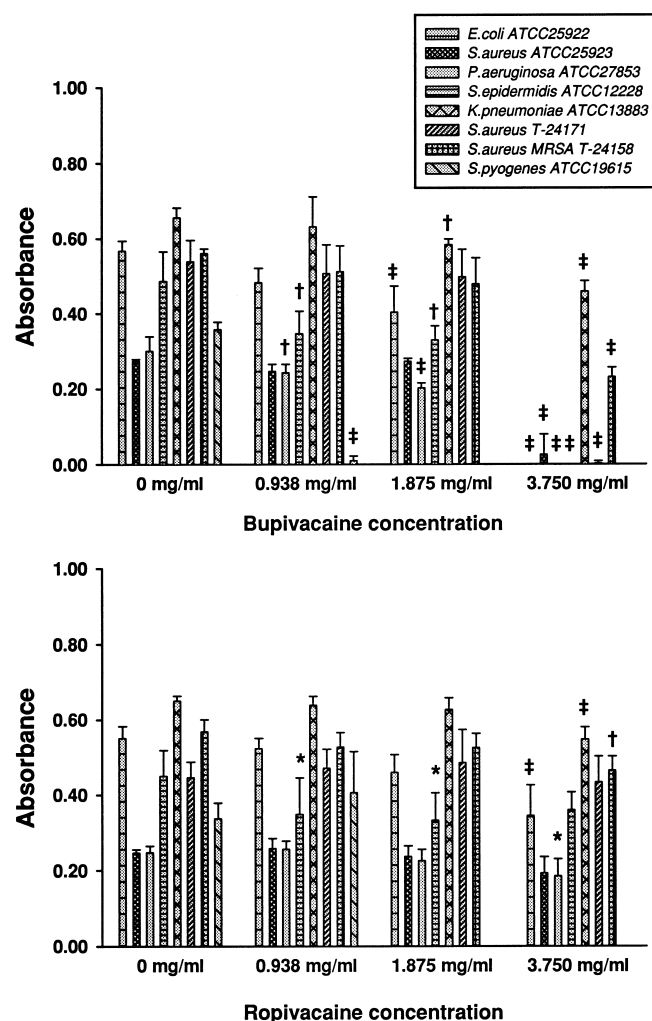 E.coli ATCC25922
S.aureus ATCC25923
P.aeruginosa ATCC27853
S.epidermidis ATCC12228
K.pneumoniae ATCC13883
S.aureus T-24171
S.aureus MRSA T-24158
S.pyogenes ATCC19615
1.00
0.80
0.60
0.40
0.20
0.00
Absorbance
† † ‡
‡ ‡ † †
‡ ‡ ‡ ‡ ‡ ‡ ‡
0 mg/ml 0.938 mg/ml 1.875 mg/ml 3.750 mg/ml
Bupivacaine concentration
1.00
0.80
0.60
0.40
0.20
0.00
Absorbance
*
*
‡ * ‡ †
0 mg/ml 0.938 mg/ml 1.875 mg/ml 3.750 mg/ml
Ropivacaine concentration